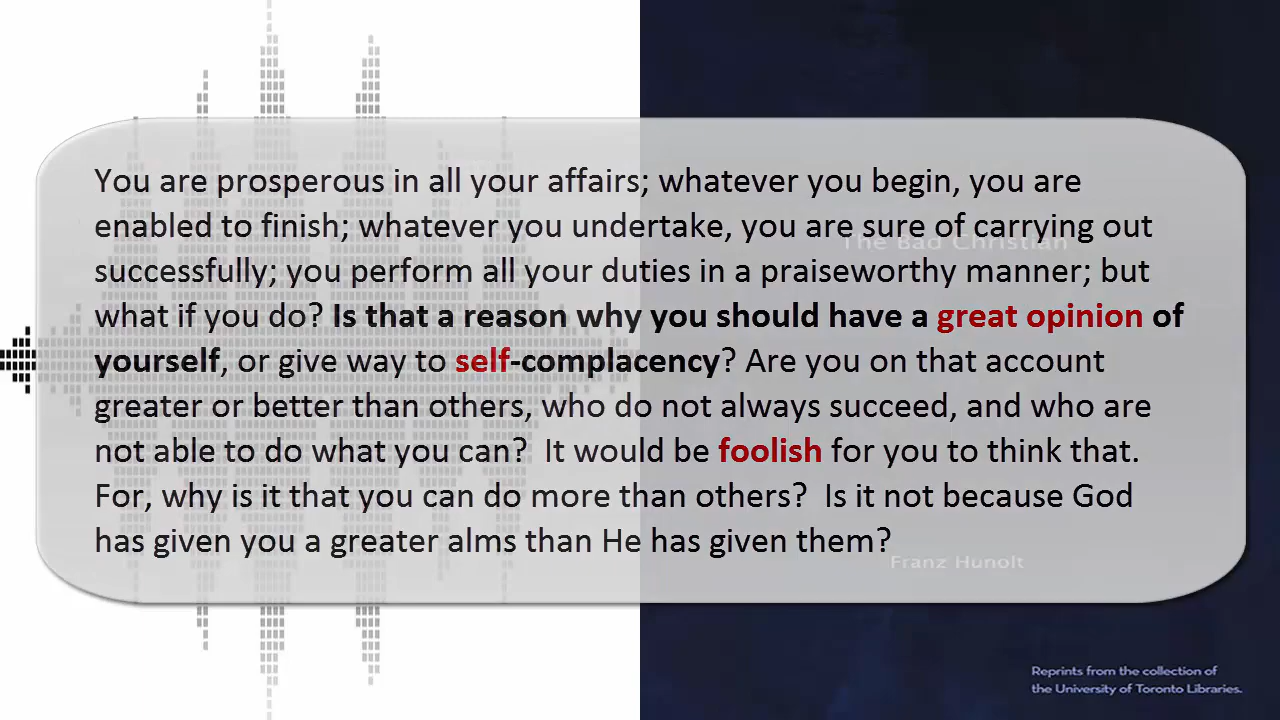 You are prosperous in all your affairs; whatever you begin, you are
enabled to finish; whatever you undertake, you are sure of carrying out
successfully; you perform all your duties in a praiseworthy manner; but
what if you do? Is that a reason why you should have a great opinion of
yourself, or give way to self-complacency? Are you on that account
greater or better than others, who do not always succeed, and who are
not able to do what you can?  It would be foolish for you to think that.
For, why is it that you can do more than others?  Is it not because God
has given you a greater alms than He has given them?
The Bad Christian
Franz Hunolt
Reprints from the collection of
the University of Toronto Libraries.